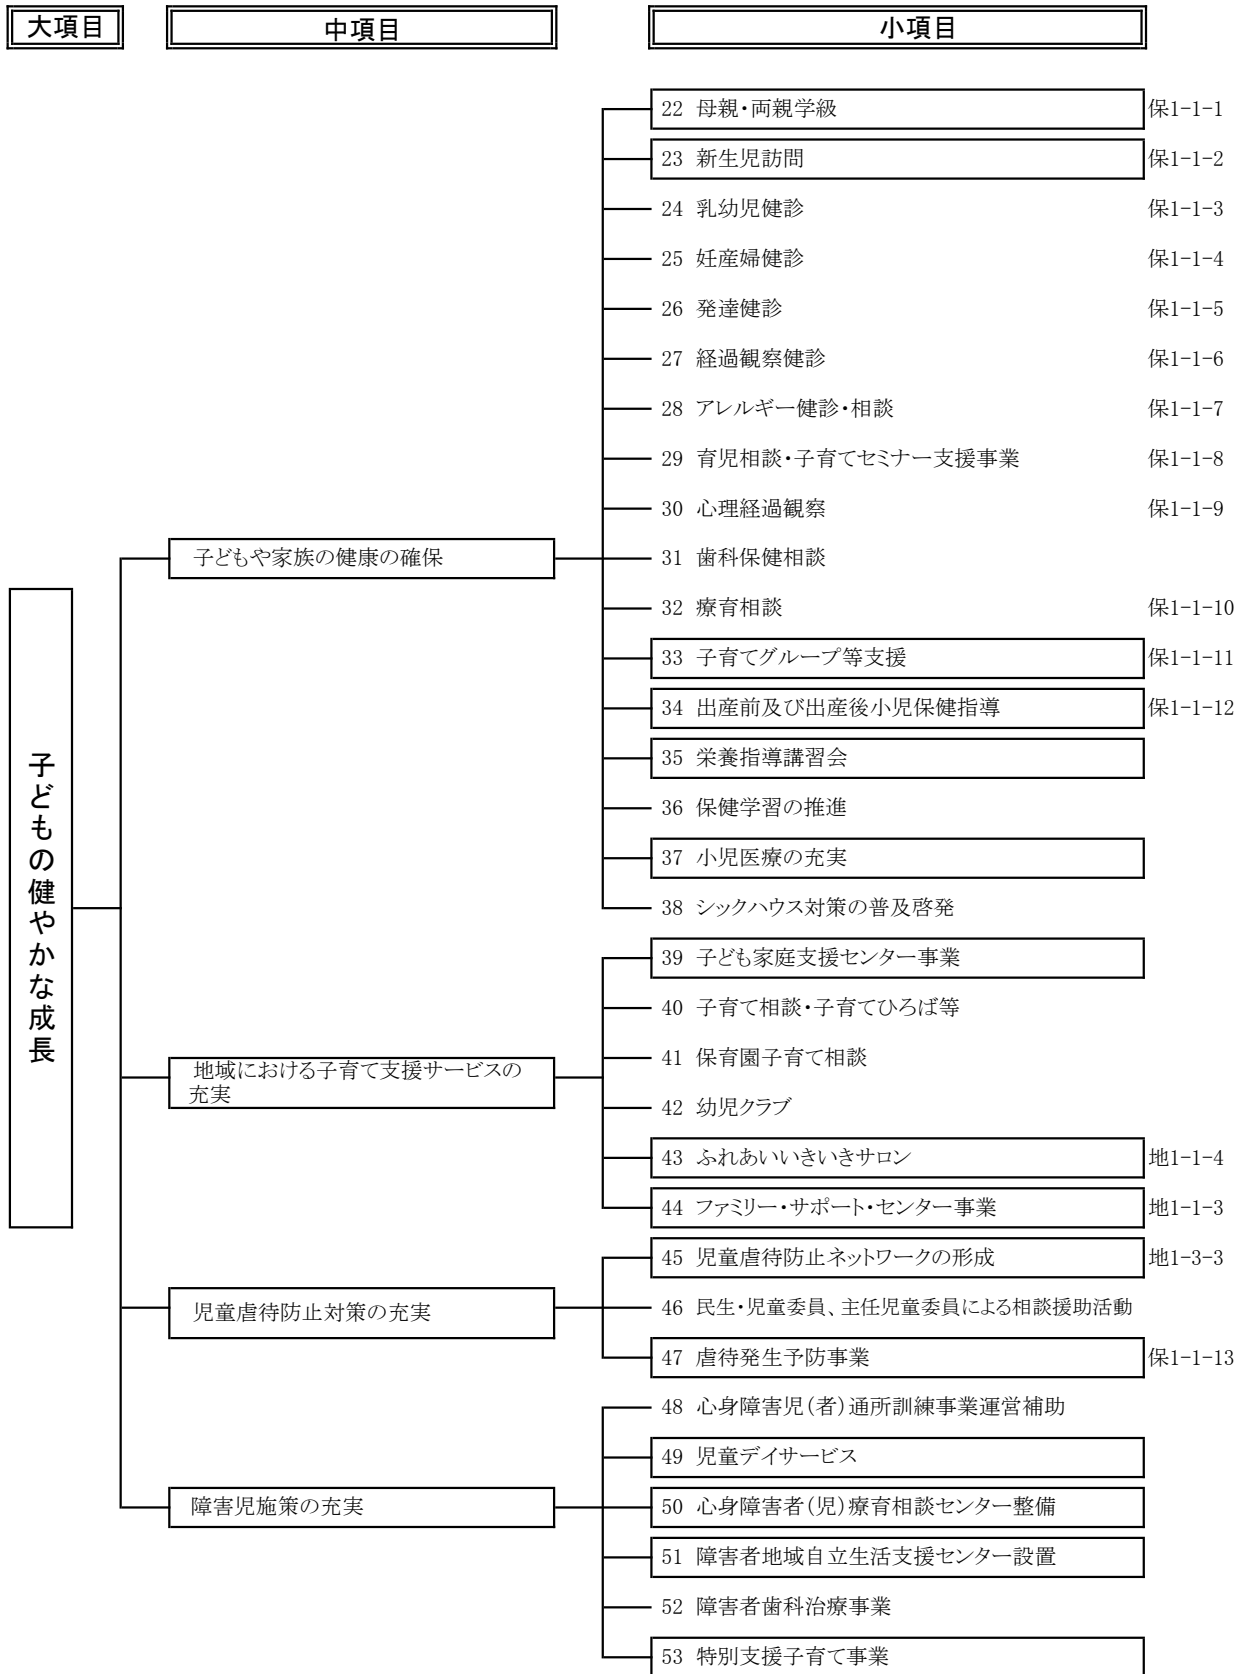 大項目
中項目
小項目
22 母親・両親学級 保1-1-1
23 新生児訪問 保1-1-2
24 乳幼児健診 保1-1-3
25 妊産婦健診 保1-1-4
26 発達健診 保1-1-5
27 経過観察健診 保1-1-6
28 アレルギー健診・相談 保1-1-7
29 育児相談・子育てセミナー支援事業 保1-1-8
30 心理経過観察 保1-1-9
子どもや家族の健康の確保
31 歯科保健相談
32 療育相談 保1-1-10
33 子育てグループ等支援 保1-1-11
34 出産前及び出産後小児保健指導 保1-1-12
35 栄養指導講習会
36 保健学習の推進
37 小児医療の充実
38 シックハウス対策の普及啓発
子どもの健やかな成長
39 子ども家庭支援センター事業
40 子育て相談・子育てひろば等
41 保育園子育て相談
地域における子育て支援サービスの
充実
42 幼児クラブ
43 ふれあいいきいきサロン 地1-1-4
44 ファミリー・サポート・センター事業 地1-1-3
45 児童虐待防止ネットワークの形成 地1-3-3
児童虐待防止対策の充実
46 民生・児童委員、主任児童委員による相談援助活動
47 虐待発生予防事業 保1-1-13
48 心身障害児(者)通所訓練事業運営補助
49 児童デイサービス
障害児施策の充実
50 心身障害者(児)療育相談センター整備
51 障害者地域自立生活支援センター設置
52 障害者歯科治療事業
53 特別支援子育て事業